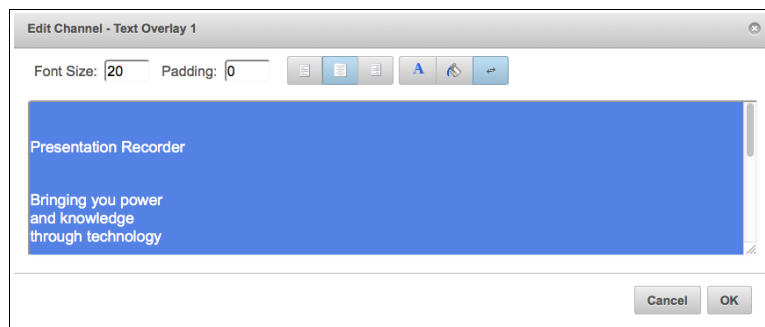 Edit Channel - Text Overlay 1
Font Size: 20 Padding: 0 A
Presentation Recorder
Bringing you power
and knowledge
through technology
Cancel OK